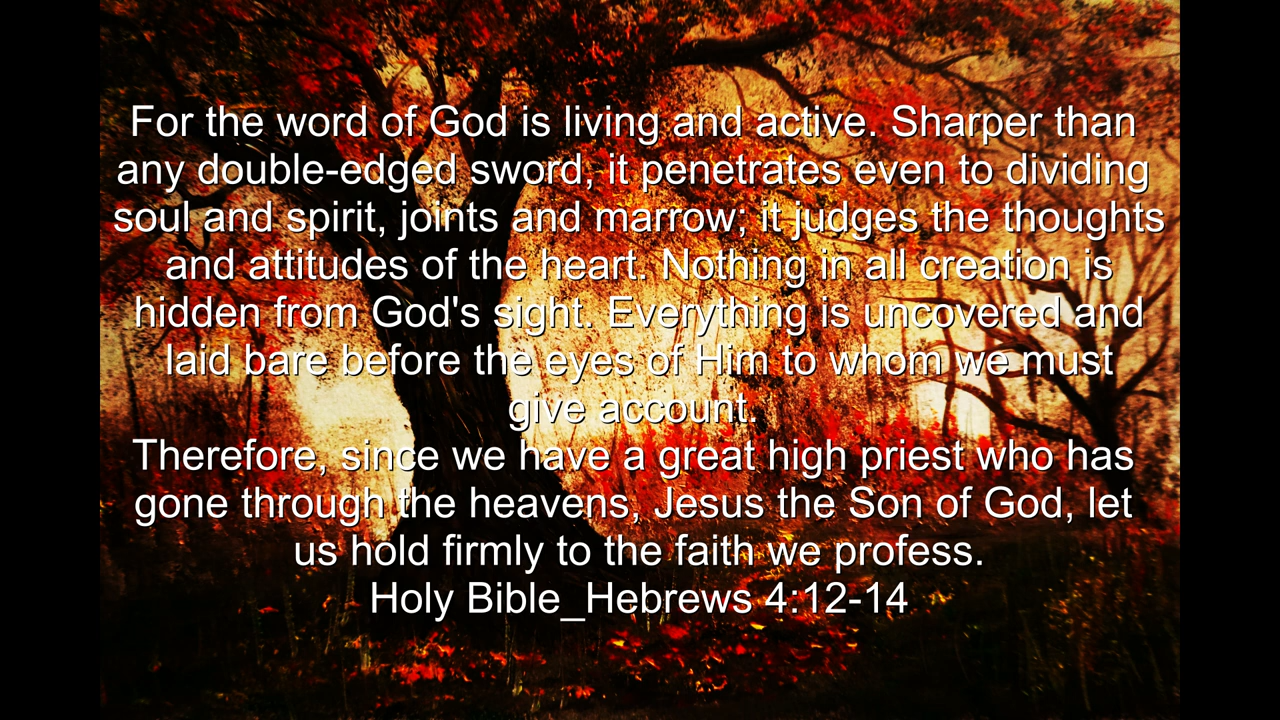 For the word of God is living and active. Sharper than
any double-edged sword, it penetrates even to dividing
soul and spirit, joints and marrow; it judges the thoughts
and attitudes of the heart. Nothing in all creation is
hidden from God's sight. Everything is uncovered and
laid bare before the eyes of Him to whom we must
give account.
Therefore, since we have a great high priest who has
gone through the heavens, Jesus the Son of God, let
us hold firmly to the faith we profess.
Holy Bible_Hebrews 4:12-14